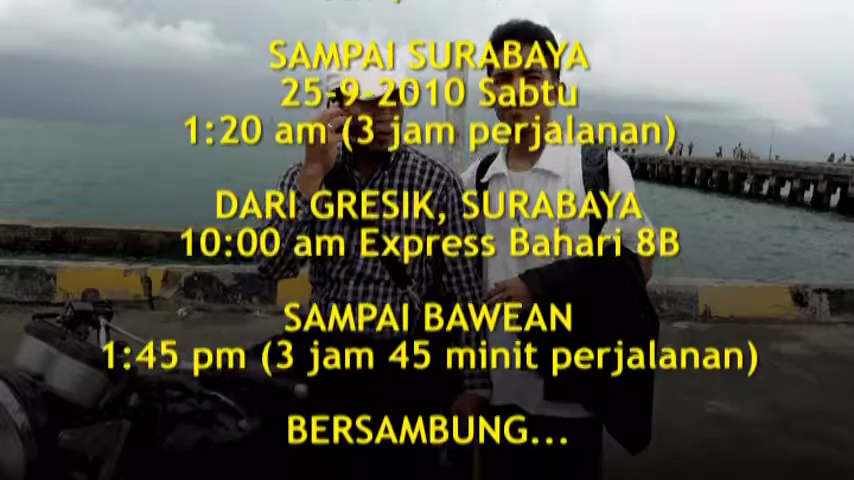 SAMPAI SURABAYA
25-9-2010 Sabtu
1:20 am (3 jam perjalanan)
DARI GRESIK, SURABAYA
10:00 am Express Bahari 8B
SAMPAI BAWEAN
1:45 pm (3 jam 45 minit perjalanan)
BERSAMBUNG...